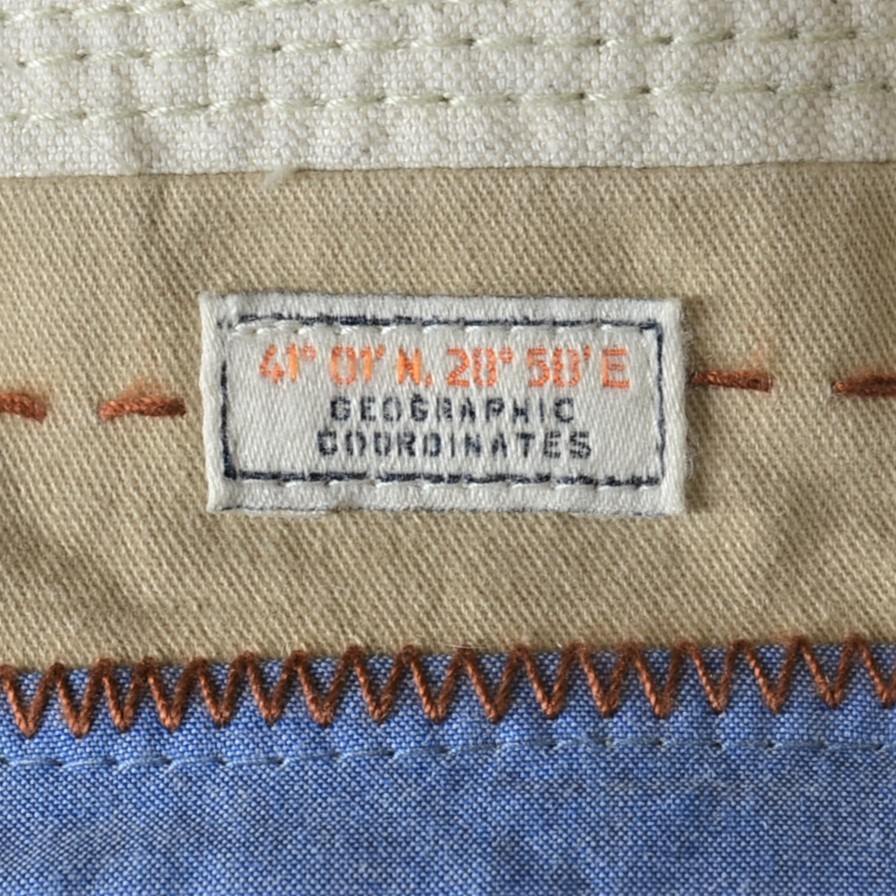 41° 01' N, 28° 58' E
GEOGRAPHIC
COORDINATES